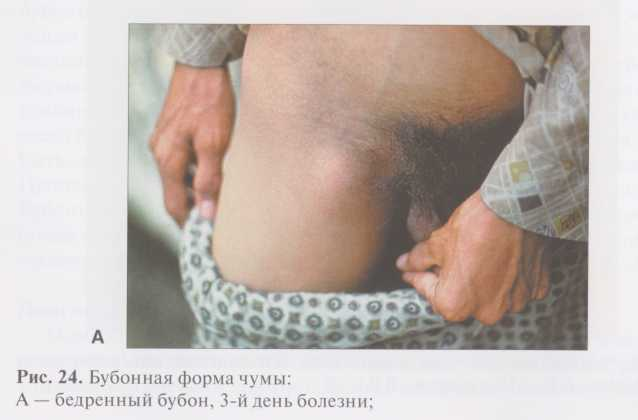 А
Рис. 24. Бубонная форма чумы:
А — бедренный бубон, 3-й день болезни;